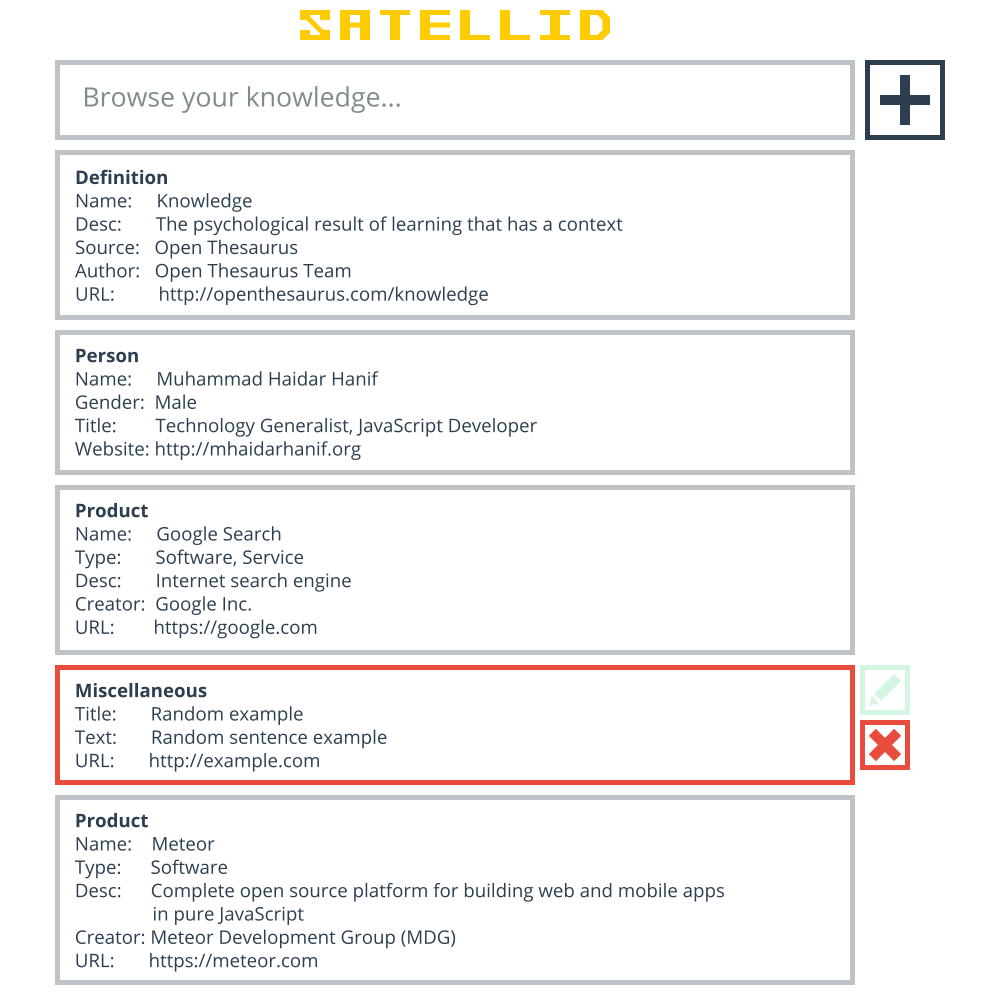 SATELLID
Browse your knowledge...
Definition
Name: Knowledge
Desc: The psychological result of learning that has a context
Source: Open Thesaurus
Author: Open Thesaurus Team
URL: http://openthesaurus.com/knowledge
Person
Name: Muhammad Haidar Hanif
Gender: Male
Title: Technology Generalist, JavaScript Developer
Website: http://mhaidarhanif.org
Product
Name: Google Search
Type: Software, Service
Desc: Internet search engine
Creator: Google Inc.
URL: https://google.com
Miscellaneous
Title: Random example
Text: Random sentence example
URL: http://example.com
Product
Name: Meteor
Type: Software
Desc: Complete open source platform for building web and mobile apps
in pure JavaScript
Creator: Meteor Development Group (MDG)
URL: https://meteor.com